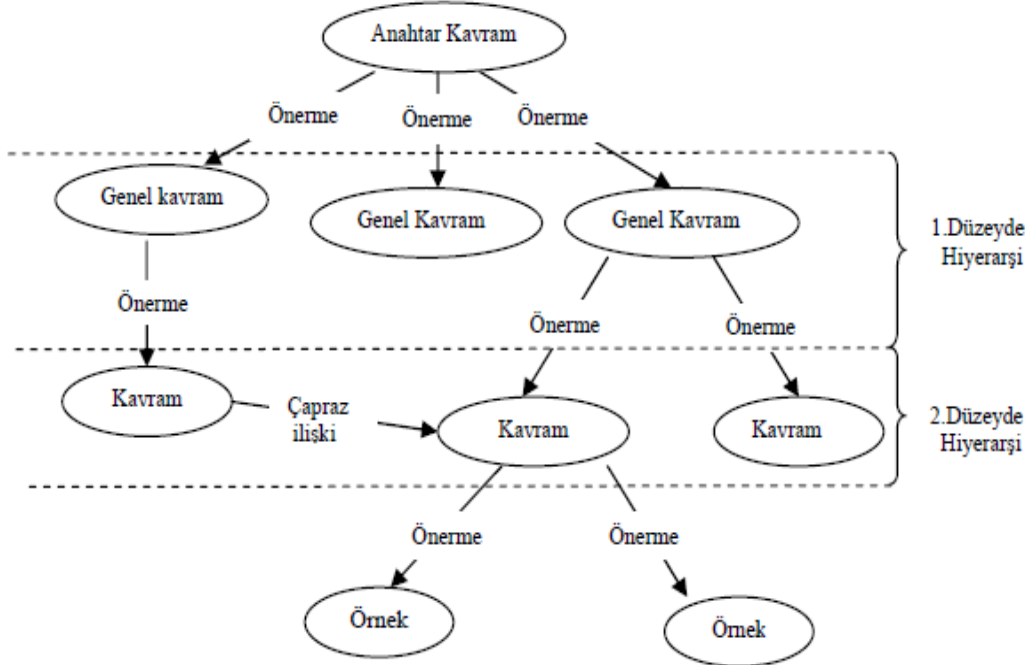 Anahtar Kavram
Önerme
Önerme
Önerme
Genel kavram
Genel Kavram
Genel Kavram
1.Düzeyde
Hiyerarşi
Önerme
Önerme
Önerme
Kavram
Çapraz
ilişki
Kavram
Kavram
2.Düzeyde
Hiyerarşi
Önerme
Önerme
Örnek
Örnek